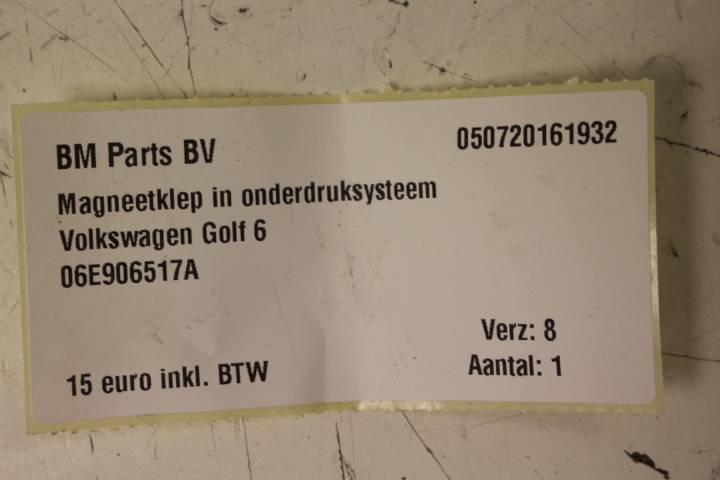 BM Parts BV
050720161932
Magneetklep in onderdruksysteem
Volkswagen Golf 6
06E906517A
Verz: 8
15 euro inkl. BTW
Aantal: 1